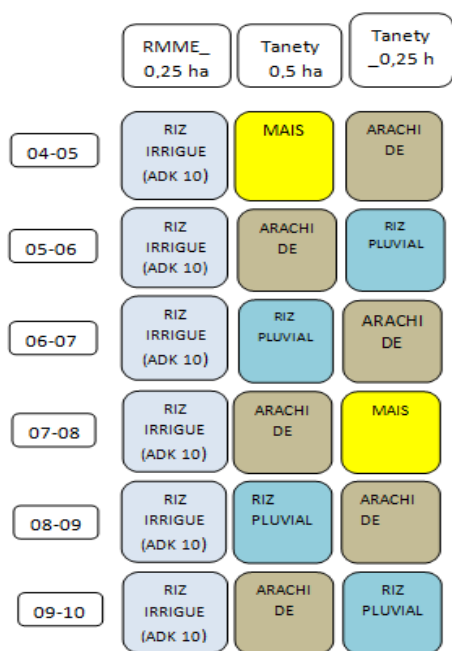 RMME_
0,25 ha
Tanety
0,5 ha
Tanety
_0,25 h
04-05
RIZ
IRRIGUE
(ADK 10)
MAIS
ARACHI
DE
05-06
RIZ
IRRIGUE
(ADK 10)
ARACHI
DE
RIZ
PLUVIAL
06-07
RIZ
IRRIGUE
(ADK 10)
RIZ
PLUVIAL
ARACHI
DE
07-08
RIZ
IRRIGUE
(ADK 10)
ARACHI
DE
MAIS
08-09
RIZ
IRRIGUE
(ADK 10)
RIZ
PLUVIAL
ARACHI
DE
09-10
RIZ
IRRIGUE
(ADK 10)
ARACHI
DE
RIZ
PLUVIAL